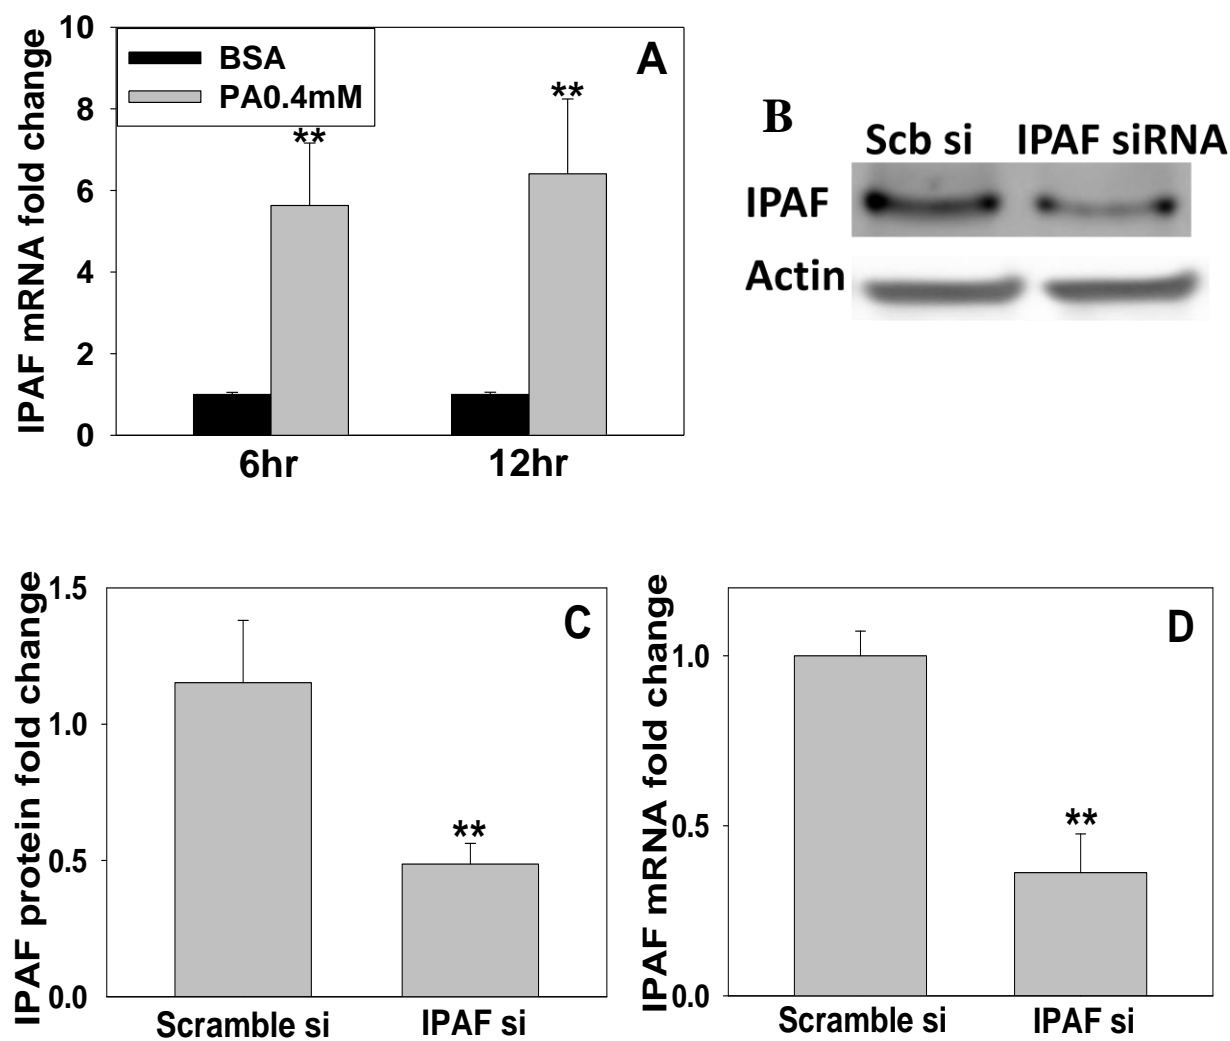 A
BSA
PA0.4mM
IPAF mRNA fold change
10
8
6
4
2
0
**
**
6hr
12hr
B
Scb si
IPAF siRNA
IPAF
Actin
C
IPAF protein fold change
1.5
1.0
0.5
0.0
**
Scramble si
IPAF si
D
IPAF mRNA fold change
1.0
0.5
0.0
**
Scramble si
IPAF si